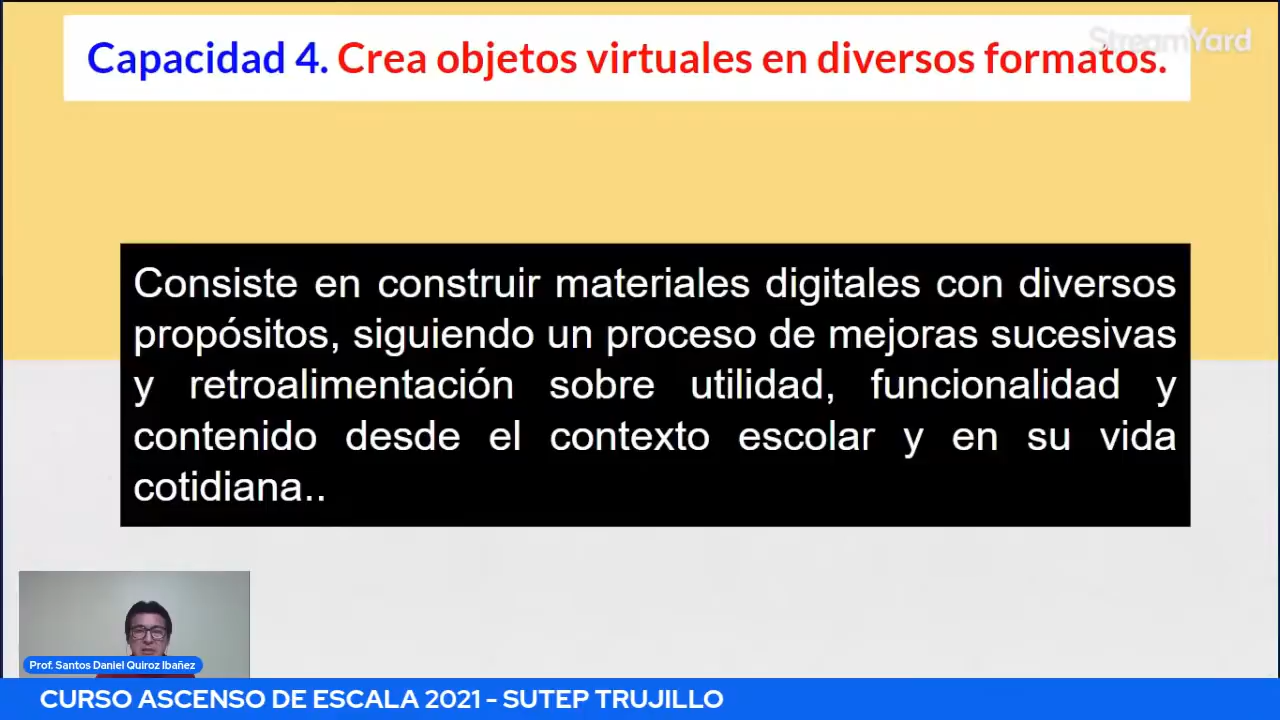 StreamYard
Capacidad 4. Crea objetos virtuales en diversos formatos.
Consiste en construir materiales digitales con diversos
propósitos, siguiendo un proceso de mejoras sucesivas
y retroalimentación sobre utilidad, funcionalidad y
contenido desde el contexto escolar y en su vida
cotidiana..
Prof. Santos Daniel Quiroz Ibañez
CURSO ASCENSO DE ESCALA 2021 - SUTEP TRUJILLO